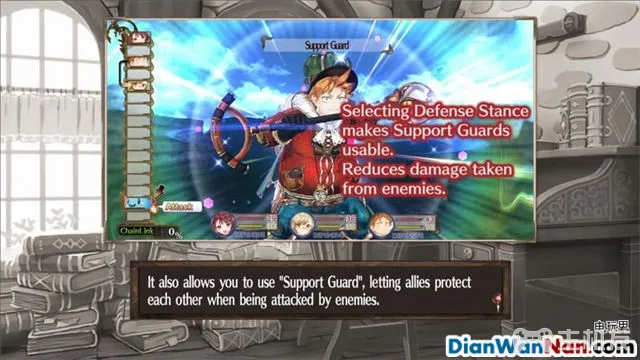 Support Guard
Selecting Defense Stance
makes Support Guards
usable.
Reduces damage taken
from enemies.
Attack
ChainLink 0%
It also allows you to use "Support Guard", letting allies protect
each other when being attacked by enemies.
电玩男
DianWanNan.com